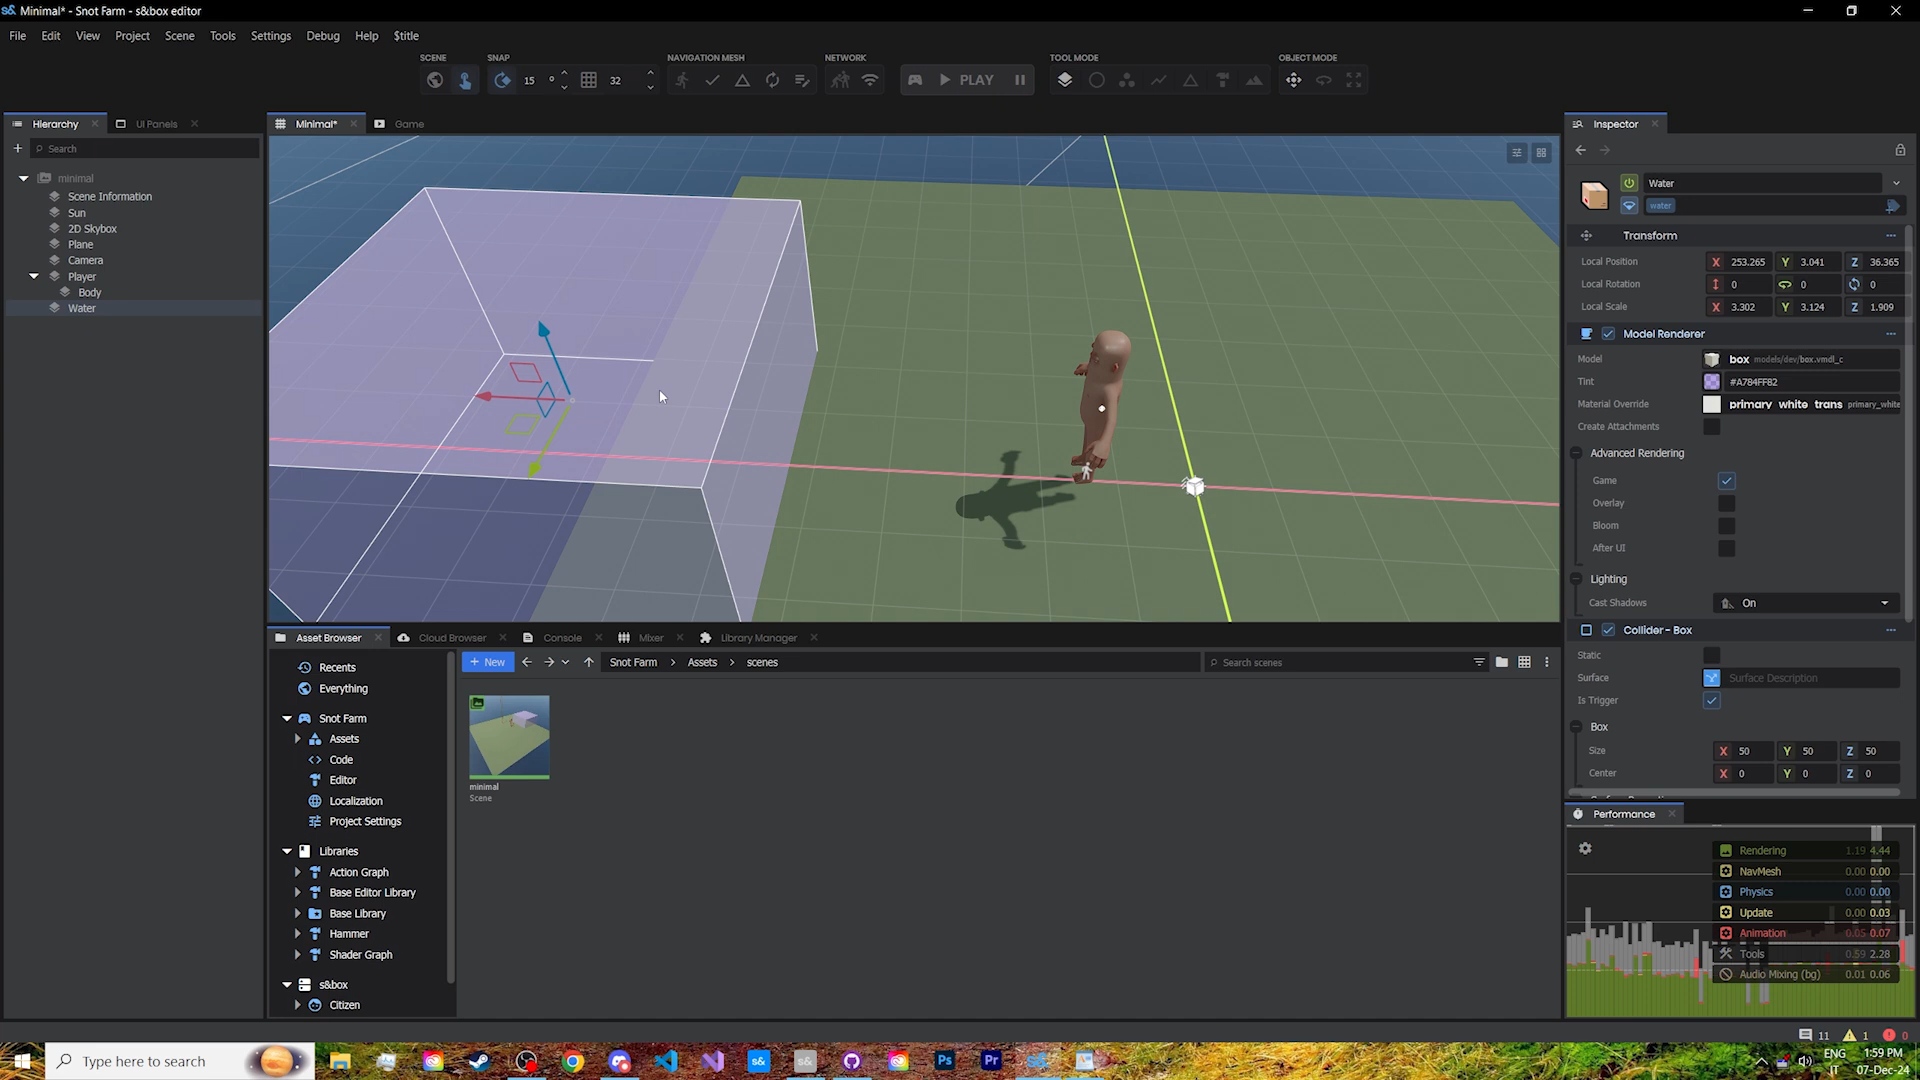 s& Minimal* - Snot Farm - s&box editor
File Edit View Project Scene Tools Settings Debug Help $title
SCENE SNAP NAVIGATION MESH NETWORK TOOL MODE OBJECT MODE
15 ° 32 PLAY
Hierarchy UI Panels Minimal* Game Inspector
Search
minimal
Scene Information
Sun
2D Skybox
Plane
Camera
Player
Body
Water
Water
water
Transform
Local Position X 253.265 Y 3.041 Z 36.365
Local Rotation 0 0 0
Local Scale X 3.302 Y 3.124 Z 1.909
Model Renderer
Model box models/dev/box.vmdl_c
Tint #A784FF82
Material Override primary white trans primary_white
Create Attachments
Advanced Rendering
Game
Overlay
Bloom
After UI
Lighting
Cast Shadows On
Collider - Box
Static
Surface Surface Description
Is Trigger
Box
Size X 50 Y 50 Z 50
Center X 0 Y 0 Z 0
Asset Browser Cloud Browser Console Mixer Library Manager
Recents
Everything
Snot Farm
Assets
Code
Editor
Localization
Project Settings
Libraries
Action Graph
Base Editor Library
Base Library
Hammer
Shader Graph
s&box
Citizen
+ New Snot Farm > Assets > scenes Search scenes
minimal
Scene
Performance
Rendering 1.19 4.44
NavMesh 0.00 0.00
Physics 0.00 0.00
Update 0.00 0.03
Animation 0.05 0.07
Tools 0.59 2.28
Audio Mixing (bg) 0.01 0.06
11 1 0
Type here to search
s& s& Ps Pr s&
ENG
IT
1:59 PM
07-Dec-24